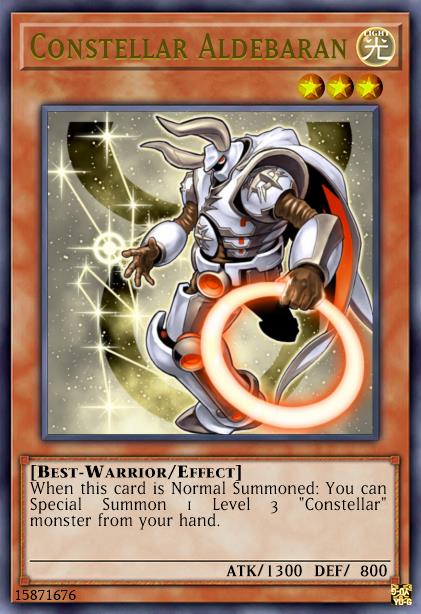 CONSTELLAR ALDEBARAN
LIGHT
光
[BEST-WARRIOR/EFFECT]
When this card is Normal Summoned: You can
Special Summon 1 Level 3 "Constellar"
monster from your hand.
ATK/1300 DEF/ 800
15871676